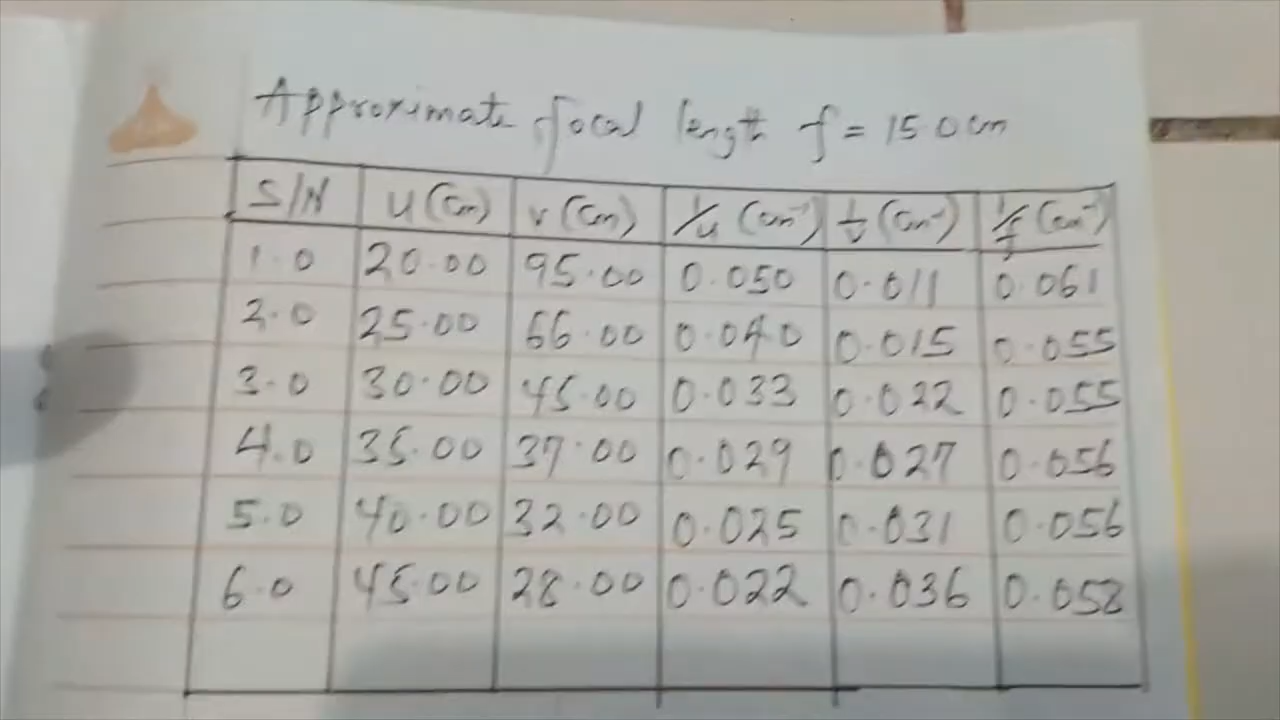 Approximate focal length f = 15.0cm
S/N u(cm) v(cm) 1/u (cm⁻¹) 1/v (cm⁻¹) 1/f (cm⁻¹)
1.0 20.00 95.00 0.050 0.011 0.061
2.0 25.00 66.00 0.040 0.015 0.055
3.0 30.00 45.00 0.033 0.022 0.055
4.0 35.00 37.00 0.029 0.027 0.056
5.0 40.00 32.00 0.025 0.031 0.056
6.0 45.00 28.00 0.022 0.036 0.058